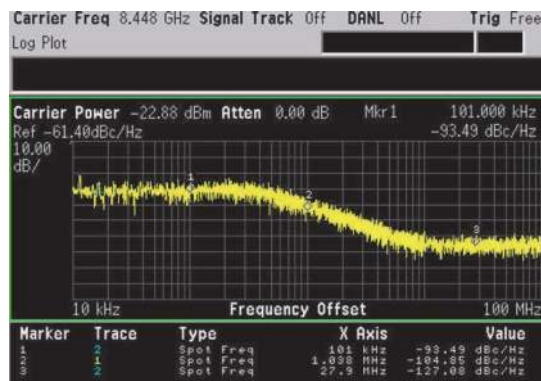 Carrier Freq 8.448 GHz Signal Track Off DANL Off Trig Free
Log Plot
Carrier Power -22.88 dBm Atten 0.00 dB Mkr1 101.000 kHz
Ref -61.40dBc/Hz -93.49 dBc/Hz
10.00
dB/
1
2
3
10 kHz Frequency Offset 100 MHz
Marker Trace Type X Axis Value
1 2 Spot Freq 101 kHz -93.49 dBc/Hz
2 1 Spot Freq 1.038 MHz -104.85 dBc/Hz
3 2 Spot Freq 27.9 MHz -127.08 dBc/Hz